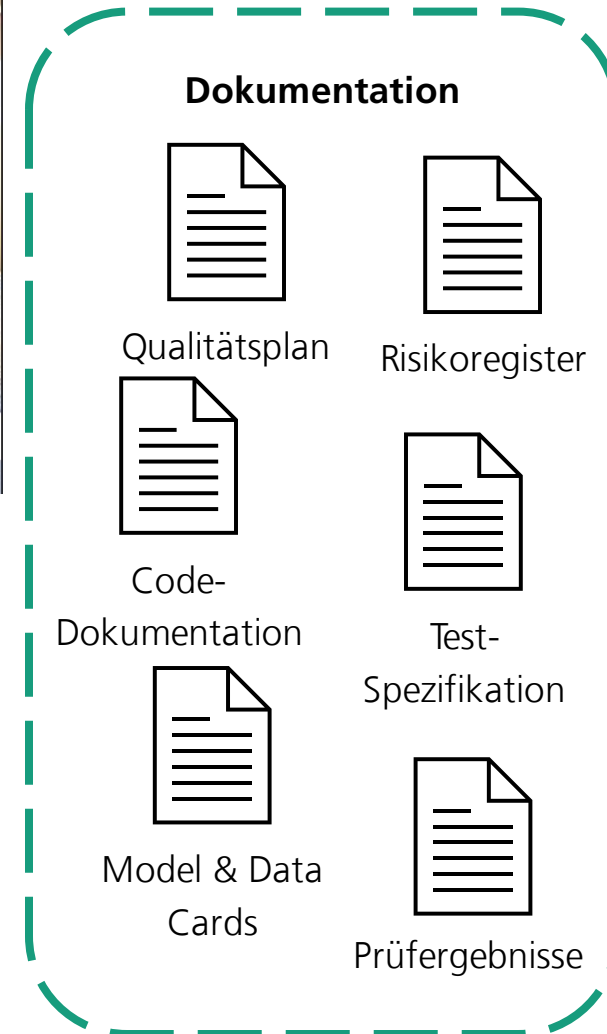 Dokumentation
Qualitätsplan
Risikoregister
Code-
Dokumentation
Test-
Spezifikation
Model & Data
Cards
Prüfergebnisse